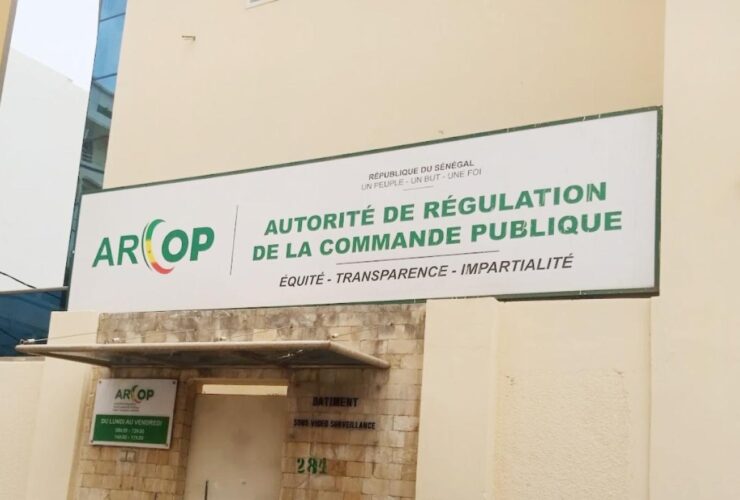 RÉPUBLIQUE DU SÉNÉGAL
UN PEUPLE - UN BUT - UNE FOI
ARCOP
AUTORITÉ DE RÉGULATION
DE LA COMMANDE PUBLIQUE
ÉQUITÉ - TRANSPARENCE - IMPARTIALITÉ
ARCOP
DU LUNDI AU VENDREDI
BATIMENT
SOUS VIDEO SURVEILLANCE
284